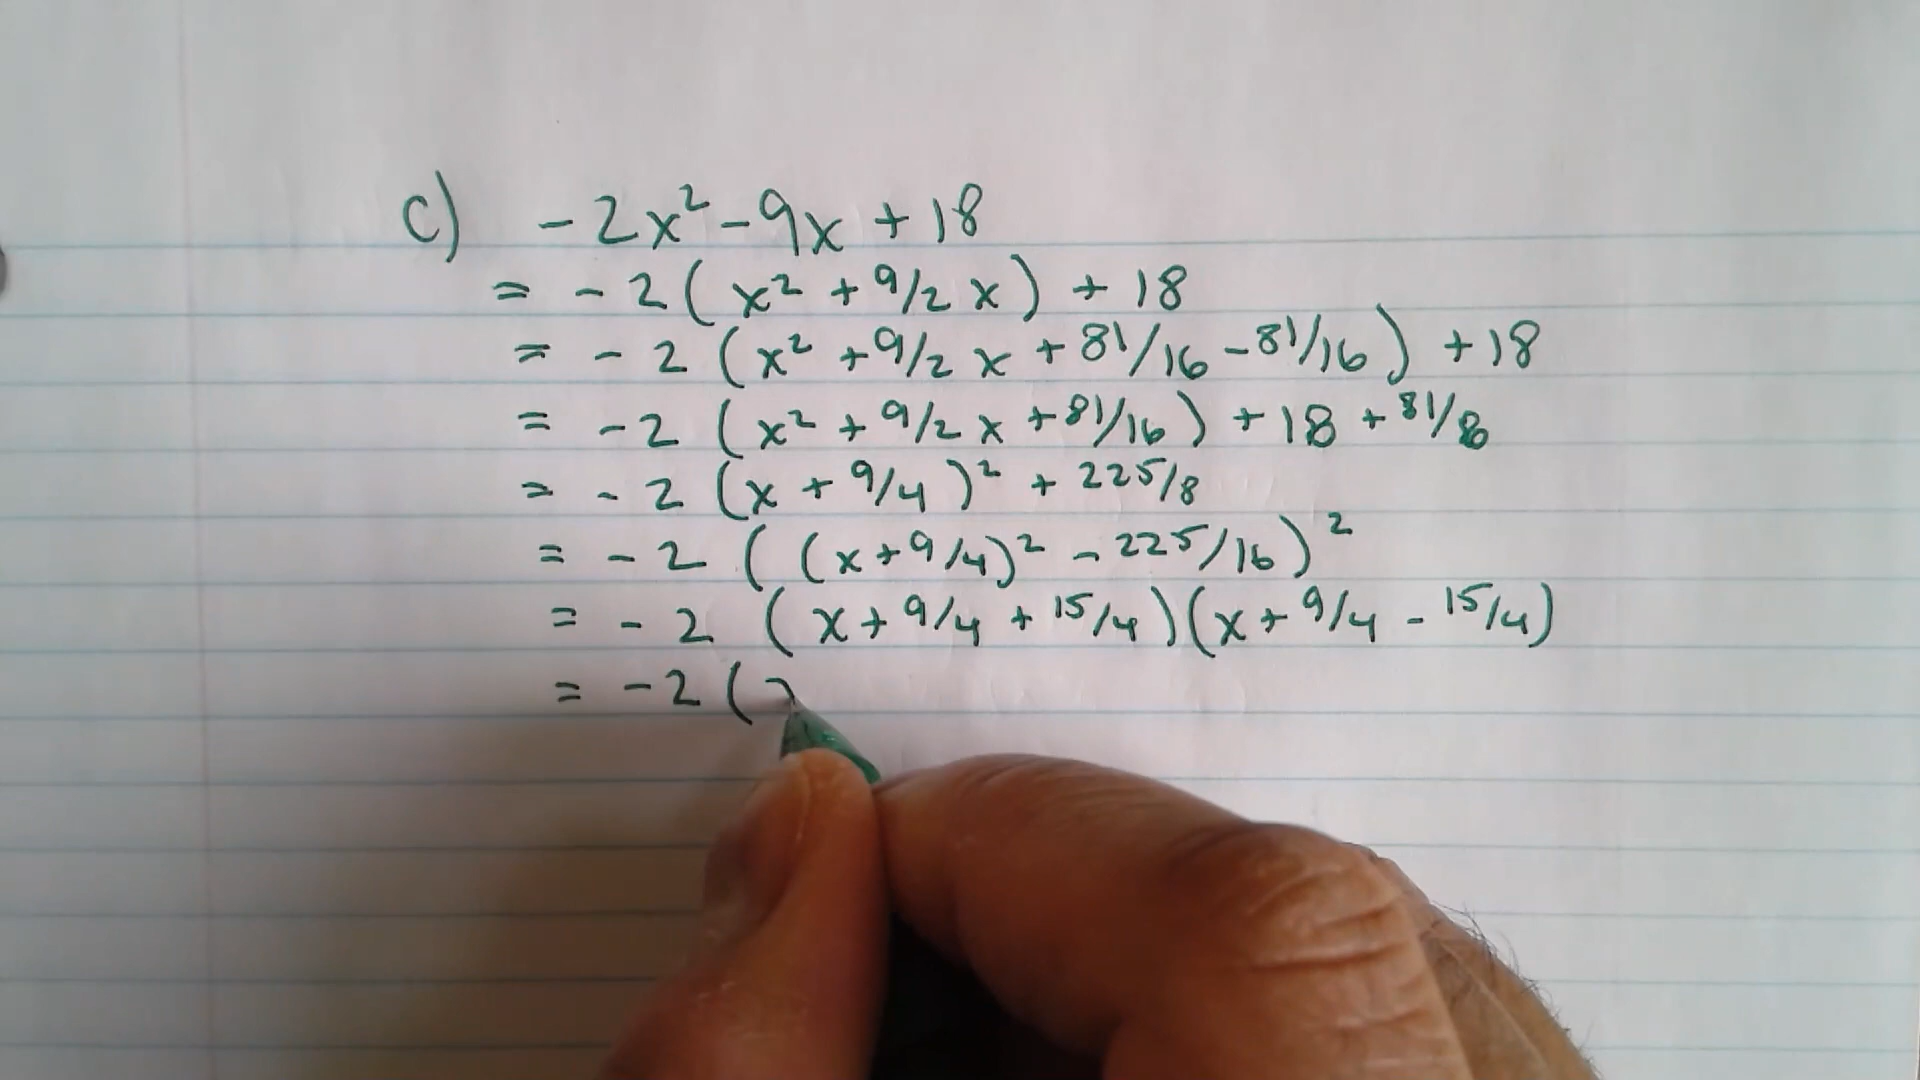 c) -2x² -9x +18
= -2(x² +9/2 x) + 18
= -2(x² +9/2 x +81/16 -81/16) +18
= -2(x² +9/2 x +81/16) +18 +81/8
= -2(x + 9/4)² + 225/8
= -2((x+9/4)² -225/16)²
= -2(x+9/4 + 15/4)(x+9/4 - 15/4)
= -2(